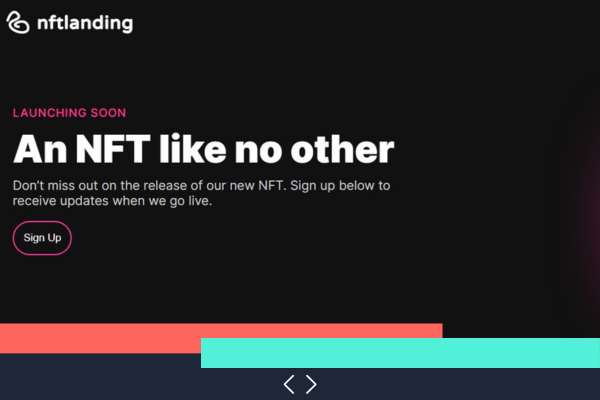 nftlanding
LAUNCHING SOON
An NFT like no other
Don't miss out on the release of our new NFT. Sign up below to
receive updates when we go live.
Sign Up